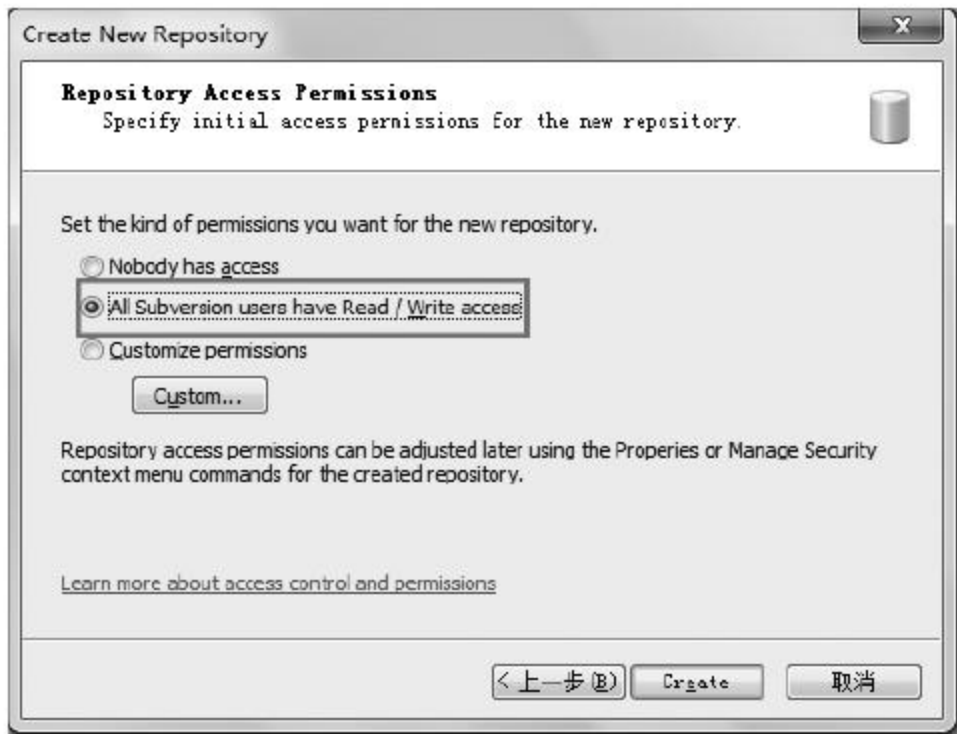 Create New Repository
Repository Access Permissions
Specify initial access permissions for the new repository.
Set the kind of permissions you want for the new repository.
Nobody has access
All Subversion users have Read / Write access
Customize permissions
Custom...
Repository access permissions can be adjusted later using the Properies or Manage Security
context menu commands for the created repository.
Learn more about access control and permissions
< 上一步(B) Create 取消